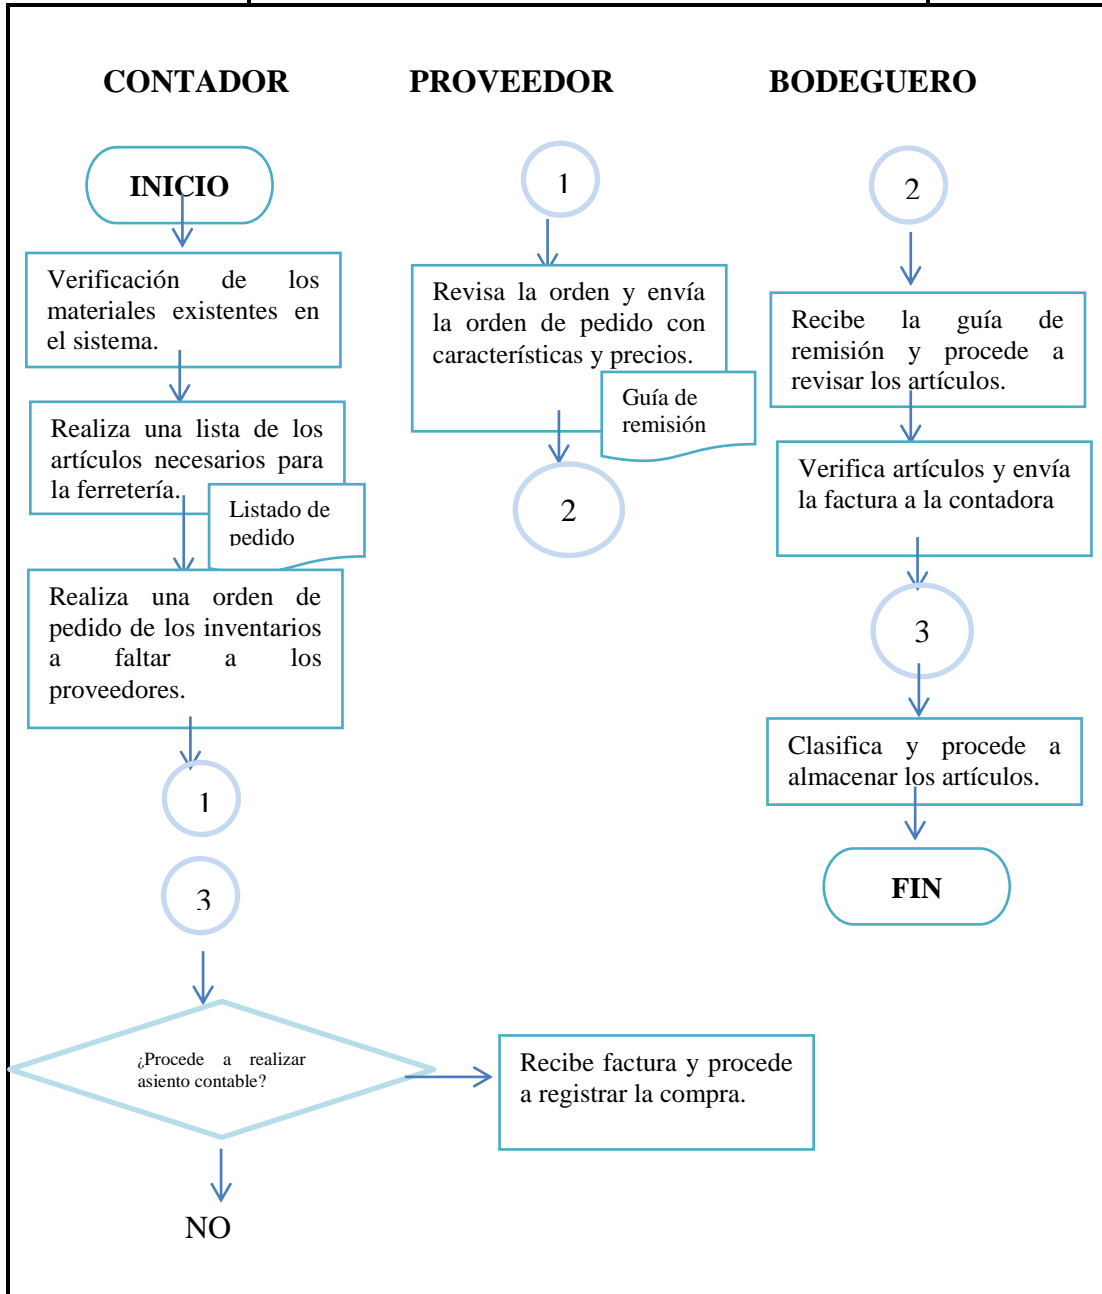 CONTADOR
INICIO
Verificación de los
materiales existentes en
el sistema.
Realiza una lista de los
artículos necesarios para
la ferretería.
Listado de
pedido
Realiza una orden de
pedido de los inventarios
a faltar a los
proveedores.
1
3
¿Procede a realizar
asiento contable?
NO
Recibe factura y procede
a registrar la compra.
PROVEEDOR
1
Revisa la orden y envía
la orden de pedido con
características y precios.
Guía de
remisión
2
BODEGUERO
2
Recibe la guía de
remisión y procede a
revisar los artículos.
Verifica artículos y envía
la factura a la contadora
3
Clasifica y procede a
almacenar los artículos.
FIN